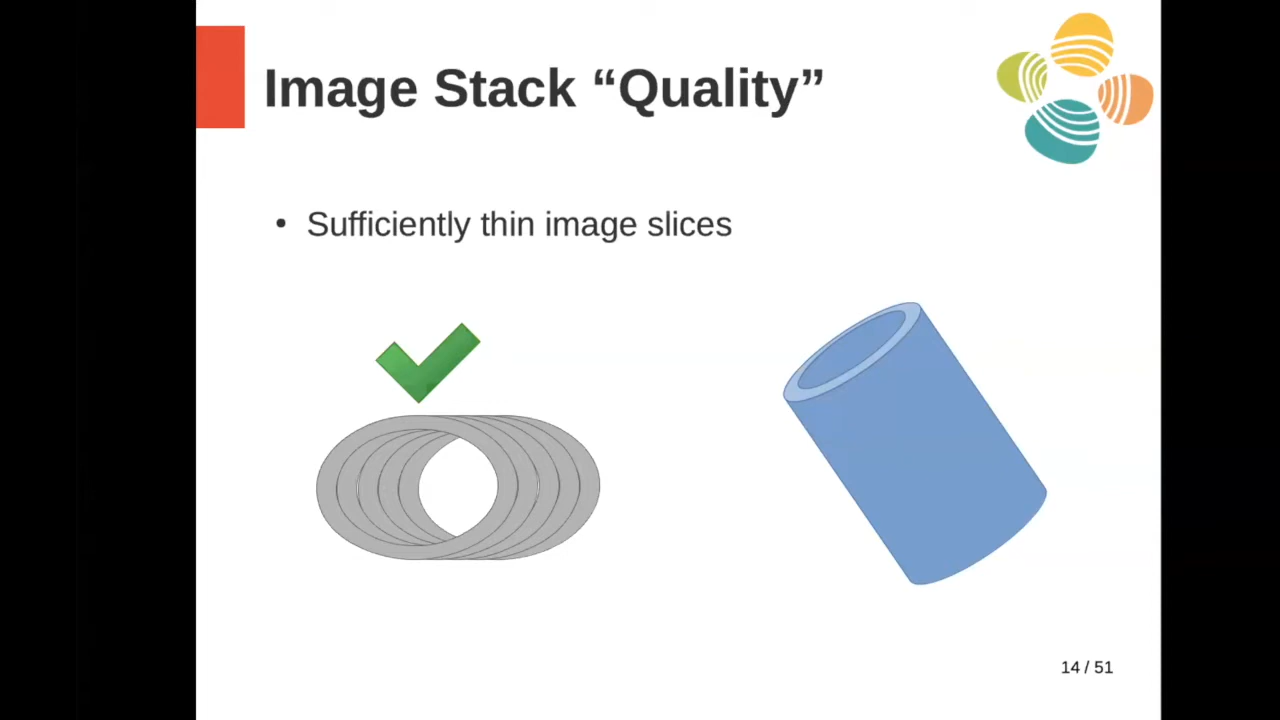 Image Stack “Quality”
• Sufficiently thin image slices
14 / 51